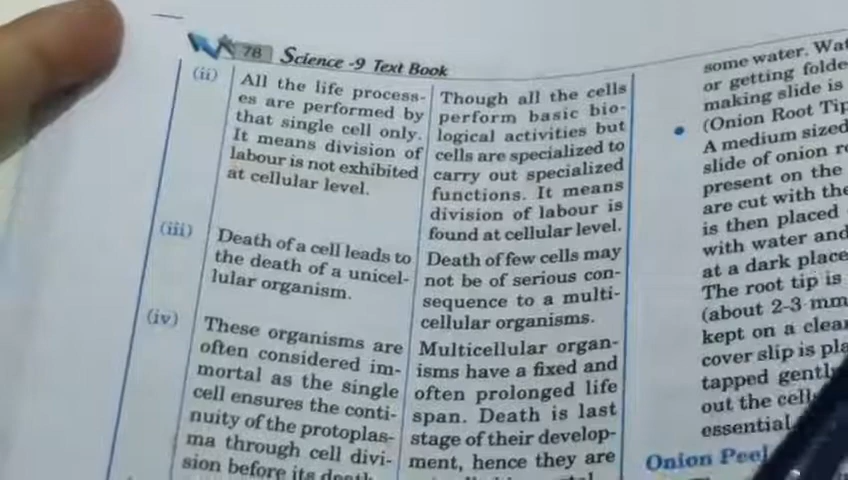 78 Science -9 Text Book
(ii)
All the life process-
es are performed by
that single cell only.
It means division of
labour is not exhibited
at cellular level.
Though all the cells
perform basic bio-
logical activities but
cells are specialized to
carry out specialized
functions. It means
division of labour is
found at cellular level.
(iii)
Death of a cell leads to
the death of a unicel-
lular organism.
Death of few cells may
not be of serious con-
sequence to a multi-
cellular organisms.
(iv)
These organisms are
often considered im-
mortal as the single
cell ensures the conti-
nuity of the protoplas-
ma through cell divi-
sion before its death
Multicellular organ-
isms have a fixed and
often prolonged life
span. Death is last
stage of their develop-
ment, hence they are
some water.
or getting folde
making slide is
• (Onion Root Tip
A medium sized
slide of onion
present on the
are cut with the
is then placed
with water and
at a dark place
The root tip is
(about 2-3 mm
kept on a clea
cover slip is pla
tapped gentl
out the cell
essential
Onion Peel